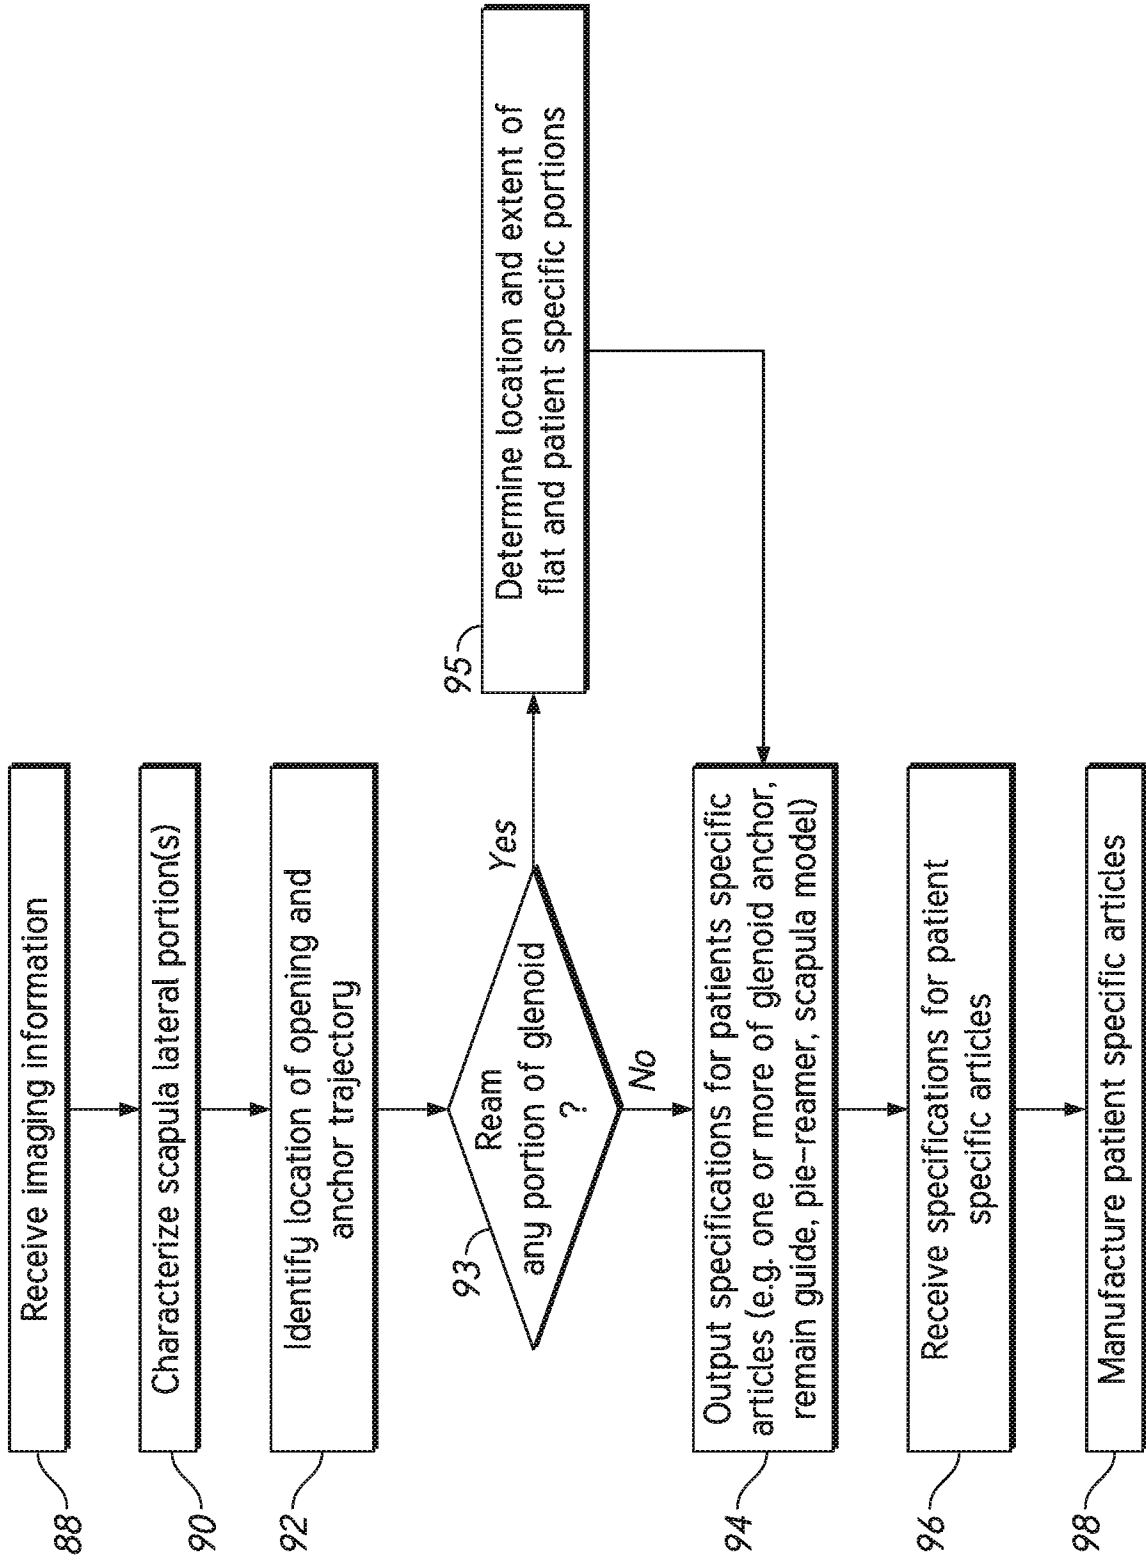 88
Receive imaging information
90
Characterize scapula lateral portion(s)
92
Identify location of opening and
anchor trajectory
93
Ream
any portion of glenoid
?
Yes
No
95
Determine location and extent of
flat and patient specific portions
94
Output specifications for patients specific
articles (e.g. one or more of glenoid anchor,
remain guide, pie-reamer, scapula model)
96
Receive specifications for patient
specific articles
98
Manufacture patient specific articles